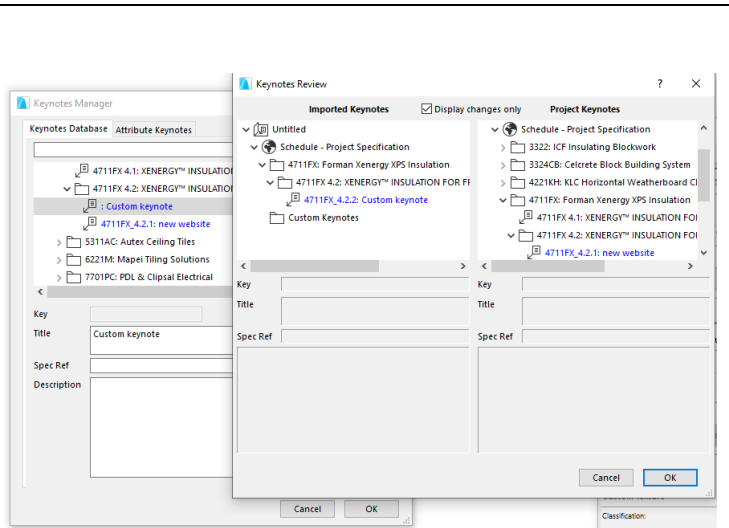 Keynotes Manager
Keynotes Database
Attribute Keynotes
4711FX 4.1: XENERGY™ INSULATIO
4711FX 4.2: XENERGY™ INSULATIO
: Custom keynote
4711FX_4.2.1: new website
5311AC: Autex Ceiling Tiles
6221M: Mapei Tiling Solutions
7701PC: PDL & Clipsal Electrical
Key
Title
Custom keynote
Spec Ref
Description
Cancel
OK
Keynotes Review
?
Imported Keynotes
Display changes only
Project Keynotes
Untitled
Schedule - Project Specification
4711FX: Forman Xenergy XPS Insulation
4711FX 4.2: XENERGY™ INSULATION FOR FF
4711FX_4.2.2: Custom keynote
Custom Keynotes
Schedule - Project Specification
3322: ICF Insulating Blockwork
3324CB: Celcrete Block Building System
4221KH: KLC Horizontal Weatherboard Cl
4711FX: Forman Xenergy XPS Insulation
4711FX 4.1: XENERGY™ INSULATION FOI
4711FX 4.2: XENERGY™ INSULATION FOI
4711FX_4.2.1: new website
Key
Title
Spec Ref
Key
Title
Spec Ref
Cancel
OK
Classification: